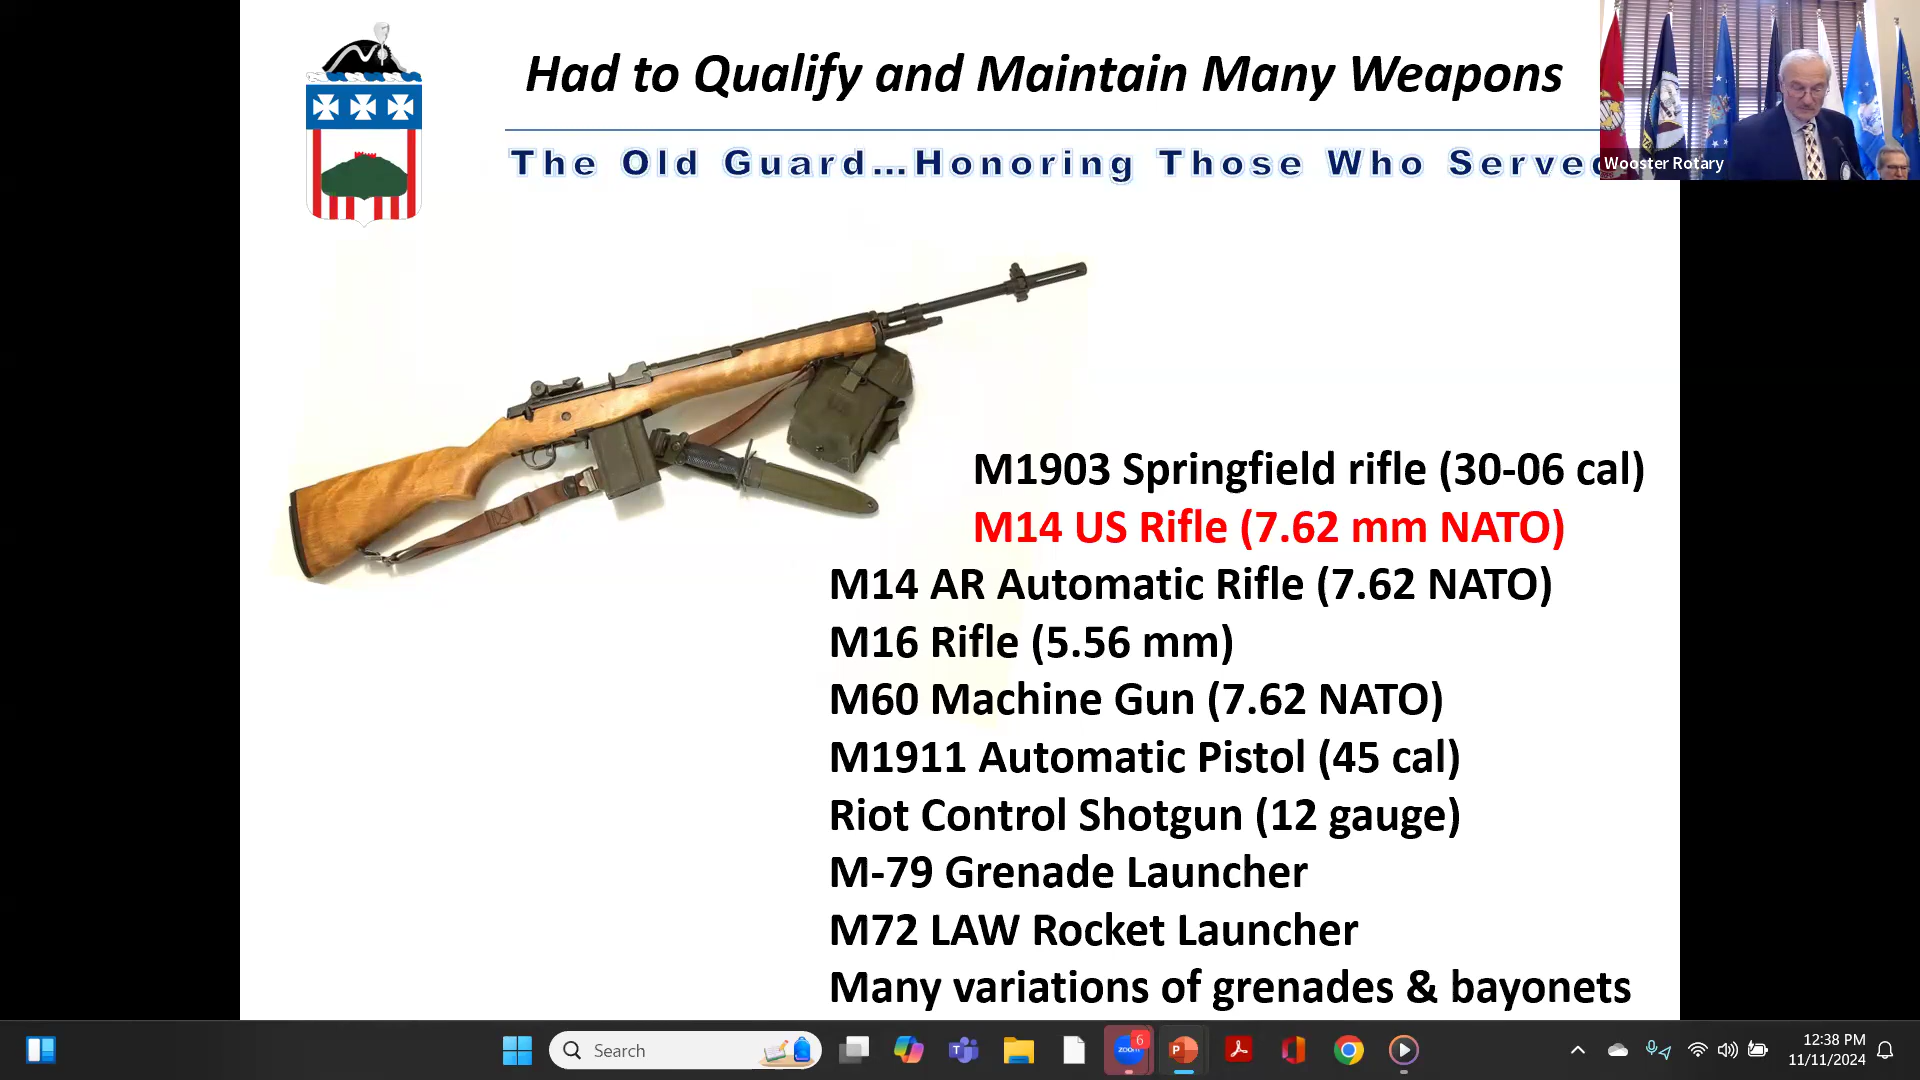 Had to Qualify and Maintain Many Weapons
The Old Guard...Honoring Those Who Served
Wooster Rotary
M1903 Springfield rifle (30-06 cal)
M14 US Rifle (7.62 mm NATO)
M14 AR Automatic Rifle (7.62 NATO)
M16 Rifle (5.56 mm)
M60 Machine Gun (7.62 NATO)
M1911 Automatic Pistol (45 cal)
Riot Control Shotgun (12 gauge)
M-79 Grenade Launcher
M72 LAW Rocket Launcher
Many variations of grenades & bayonets
Search
zoom
6
12:38 PM
11/11/2024